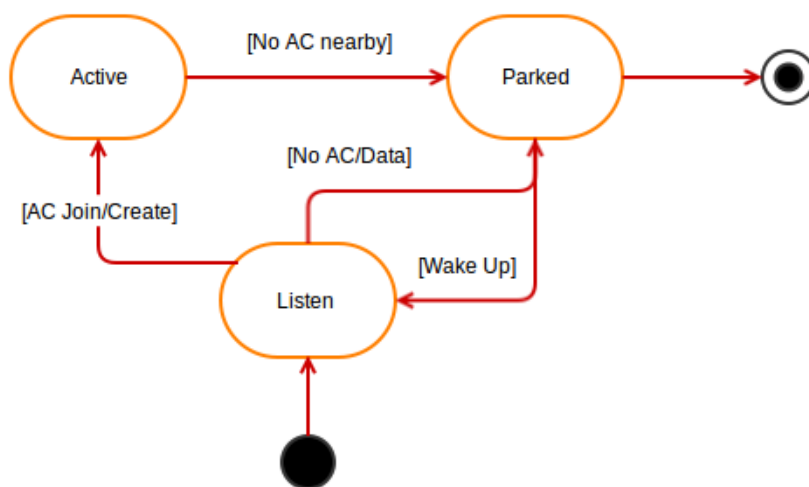 [No AC nearby]
Active
Parked
[No AC/Data]
[AC Join/Create]
[Wake Up]
Listen